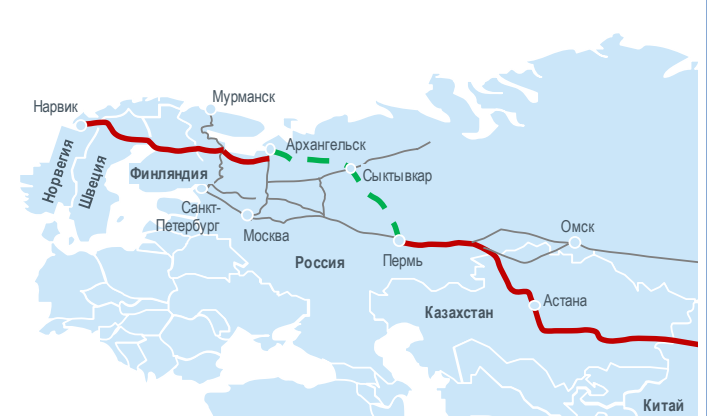 Мурманск
Нарвик
Архангельск
Норвегия
Швеция
Финляндия
Сыктывкар
Санкт-
Петербург
Москва
Омск
Россия
Пермь
Астана
Казахстан
Китай